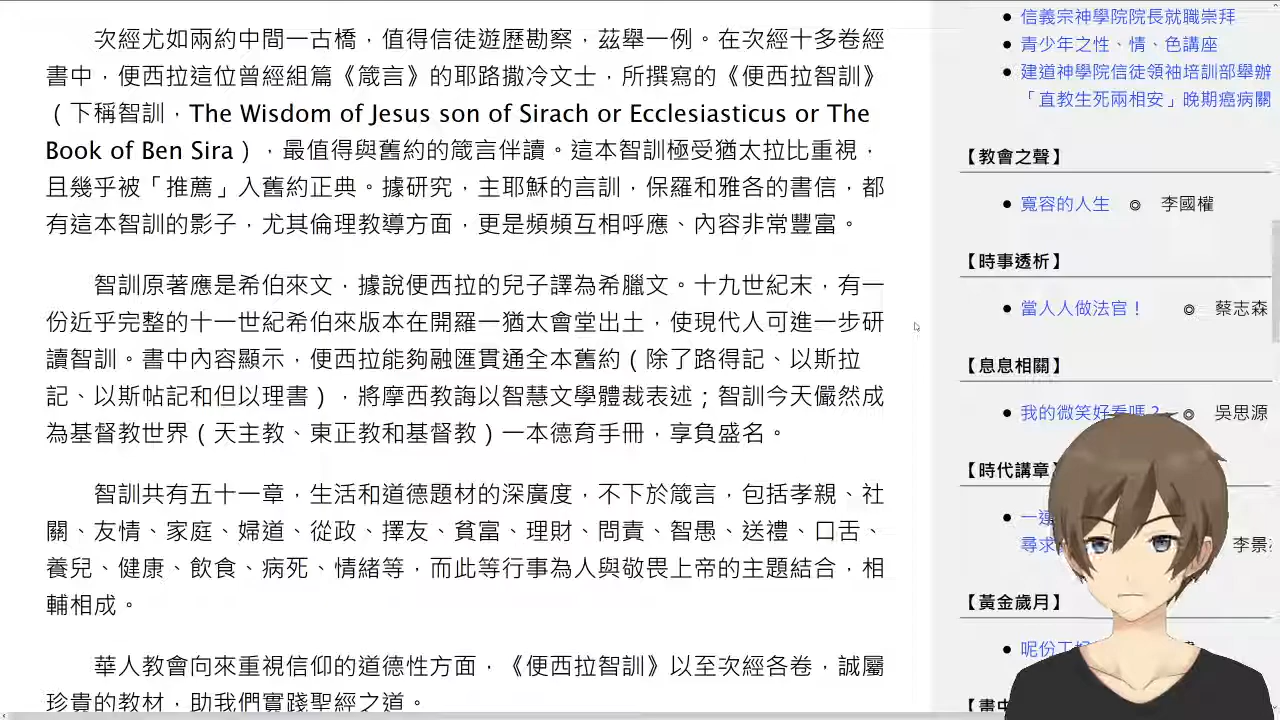 次經尤如兩約中間一古橋，值得信徒遊歷勘察，茲舉一例。在次經十多卷經
書中，便西拉這位曾經組篇《箴言》的耶路撒冷文士，所撰寫的《便西拉智訓》
（下稱智訓，The Wisdom of Jesus son of Sirach or Ecclesiasticus or The
Book of Ben Sira），最值得與舊約的箴言伴讀。這本智訓極受猶太拉比重視，
且幾乎被「推薦」入舊約正典。據研究，主耶穌的言訓，保羅和雅各的書信，都
有這本智訓的影子，尤其倫理教導方面，更是頻頻互相呼應、內容非常豐富。
智訓原著應是希伯來文，據說便西拉的兒子譯為希臘文。十九世紀末，有一
份近乎完整的十一世紀希伯來版本在開羅一猶太會堂出土，使現代人可進一步研
讀智訓。書中內容顯示，便西拉能夠融匯貫通全本舊約（除了路得記、以斯拉
記、以斯帖記和但以理書），將摩西教誨以智慧文學體裁表述；智訓今天儼然成
為基督教世界（天主教、東正教和基督教）一本德育手冊，享負盛名。
智訓共有五十一章，生活和道德題材的深廣度，不下於箴言，包括孝親、社
關、友情、家庭、婦道、從政、擇友、貧富、理財、問責、智愚、送禮、口舌、
養兒、健康、飲食、病死、情緒等，而此等行事為人與敬畏上帝的主題結合，相
輔相成。
華人教會向來重視信仰的道德性方面，《便西拉智訓》以至次經各卷，誠屬
珍貴的教材，助我們實踐聖經之道。
● 信義宗神學院院長就職崇拜
● 青少年之性、情、色講座
● 建道神學院信徒領袖培訓部舉辦
「直教生死兩相安」晚期癌病關
【教會之聲】
● 寬容的人生 ◎ 李國權
【時事透析】
● 當人人做法官！ ◎ 蔡志森
【息息相關】
● 我的微笑好看嗎？ ◎ 吳思源
【時代講章】
● 一
尋求 李景
【黃金歲月】
● 呢份工
【書中